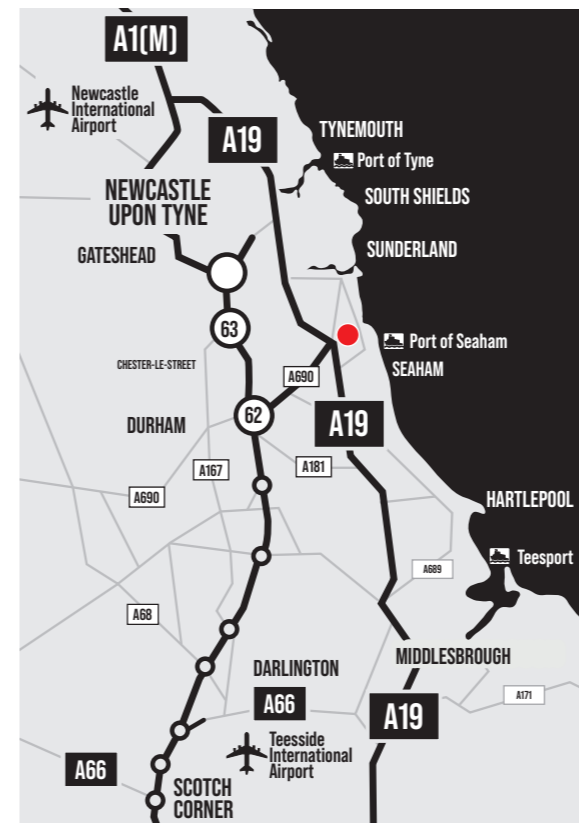 A1(M)
Newcastle
International
Airport
A19
TYNEMOUTH
Port of Tyne
NEWCASTLE
UPON TYNE
SOUTH SHIELDS
GATESHEAD
SUNDERLAND
63
Port of Seaham
CHESTER-LE-STREET
SEAHAM
A690
62
A19
DURHAM
A167
A181
A690
HARTLEPOOL
Teesport
A689
A68
MIDDLESBROUGH
DARLINGTON
A171
A66
A19
Teesside
International
Airport
A66
SCOTCH
CORNER